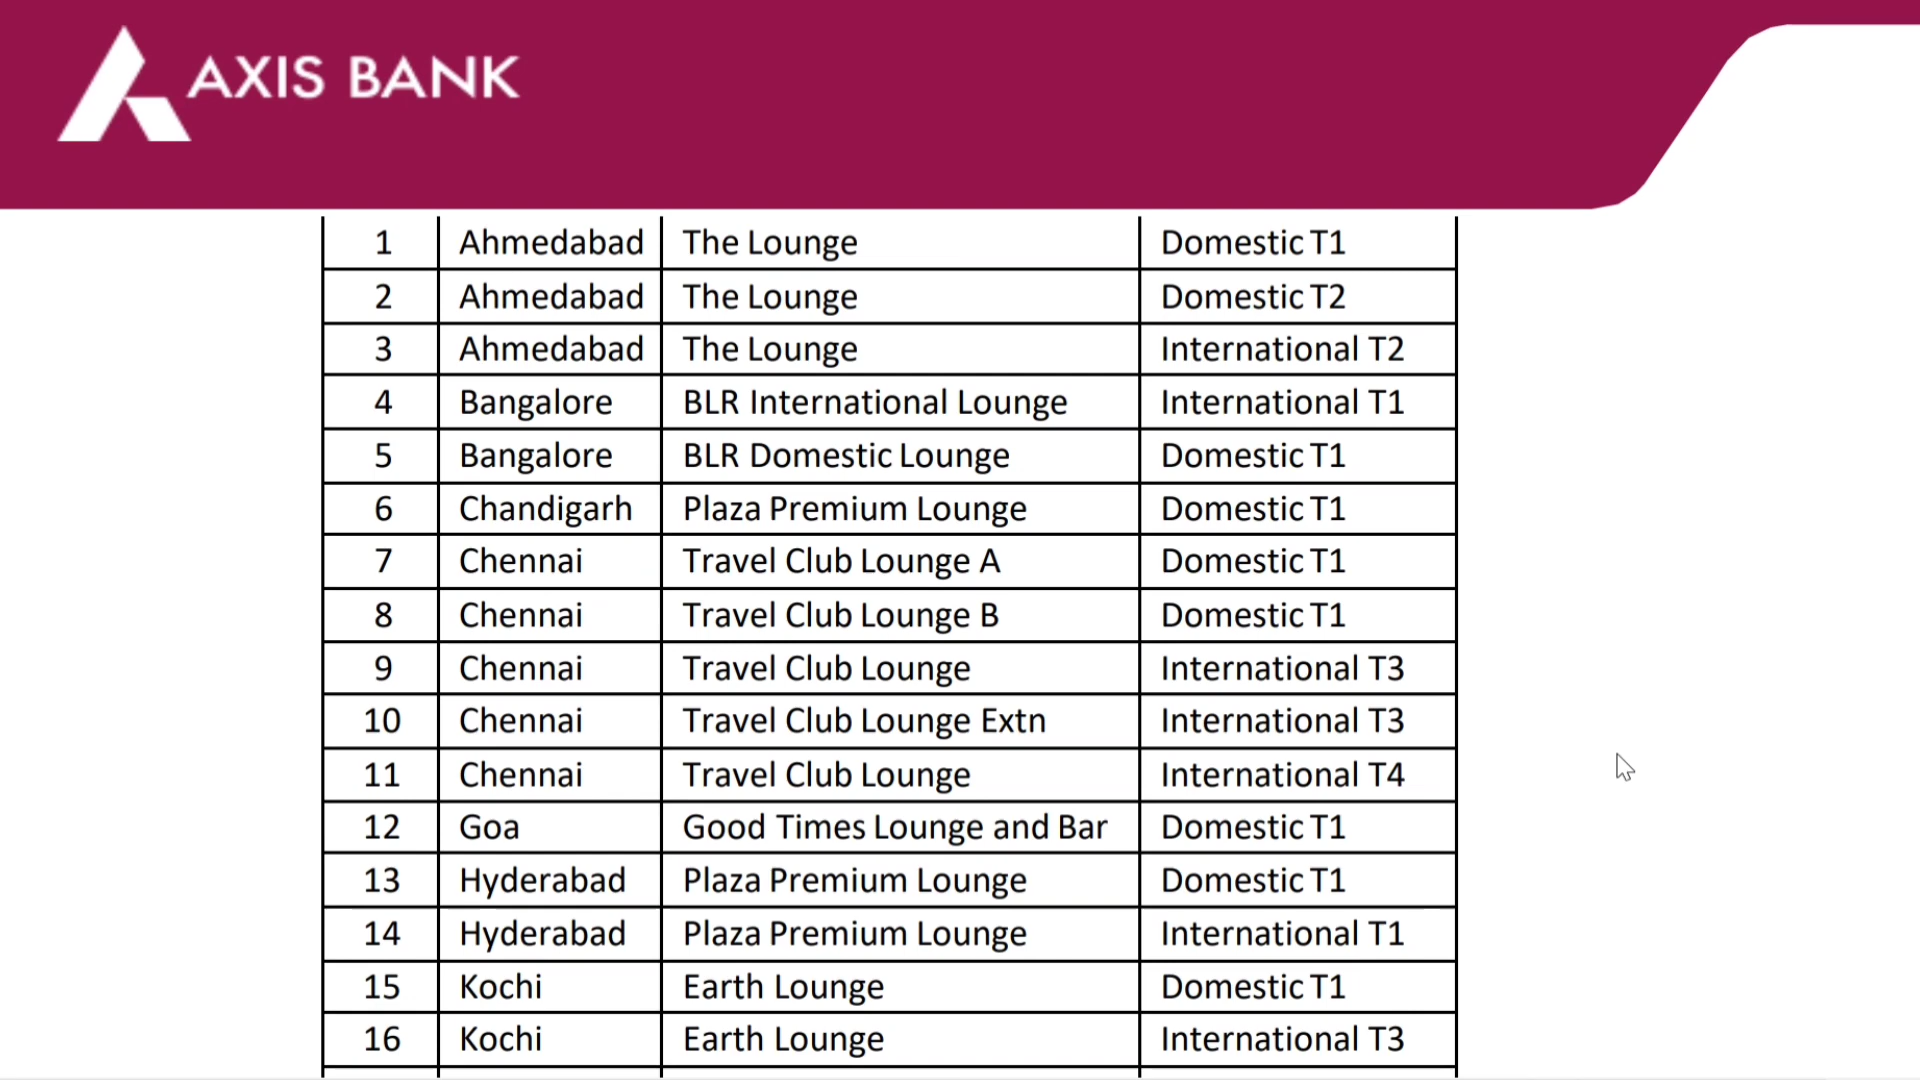 AXIS BANK
1 Ahmedabad The Lounge Domestic T1
2 Ahmedabad The Lounge Domestic T2
3 Ahmedabad The Lounge International T2
4 Bangalore BLR International Lounge International T1
5 Bangalore BLR Domestic Lounge Domestic T1
6 Chandigarh Plaza Premium Lounge Domestic T1
7 Chennai Travel Club Lounge A Domestic T1
8 Chennai Travel Club Lounge B Domestic T1
9 Chennai Travel Club Lounge International T3
10 Chennai Travel Club Lounge Extn International T3
11 Chennai Travel Club Lounge International T4
12 Goa Good Times Lounge and Bar Domestic T1
13 Hyderabad Plaza Premium Lounge Domestic T1
14 Hyderabad Plaza Premium Lounge International T1
15 Kochi Earth Lounge Domestic T1
16 Kochi Earth Lounge International T3